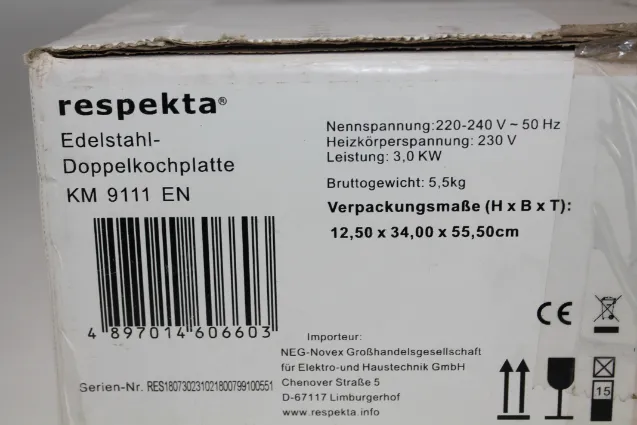 respekta®
Edelstahl-
Doppelkochplatte
KM 9111 EN
4 897014 606603
Serien-Nr. RES180730231021800799100551
Nennspannung:220-240 V ~ 50 Hz
Heizkörperspannung: 230 V
Leistung: 3,0 KW
Bruttogewicht: 5,5kg
Verpackungsmaße (H x B x T):
12,50 x 34,00 x 55,50cm
CE
Importeur:
NEG-Novex Großhandelsgesellschaft
für Elektro-und Haustechnik GmbH
Chenover Straße 5
D-67117 Limburgerhof
www.respekta.info
15